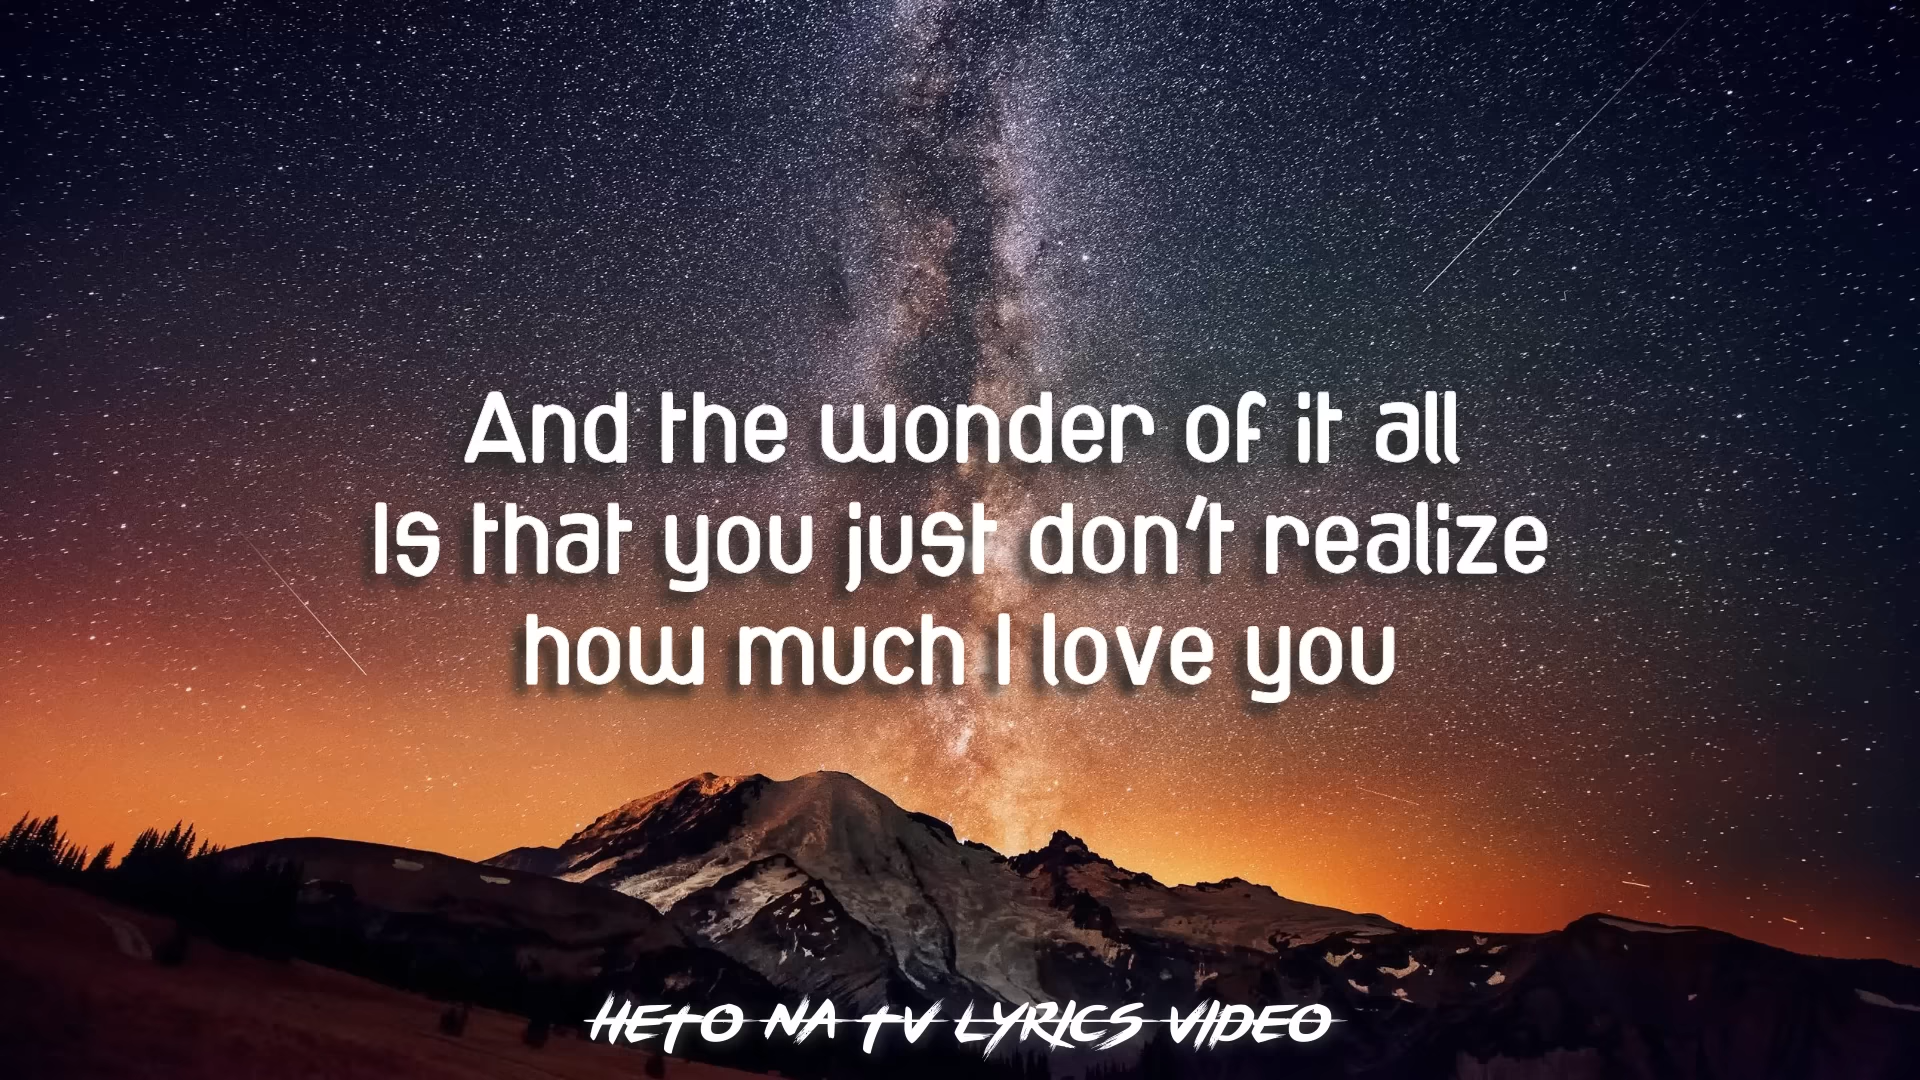 And the wonder of it all
Is that you just don't realize
how much I love you
HETO NA TV LYRICS VIDEO